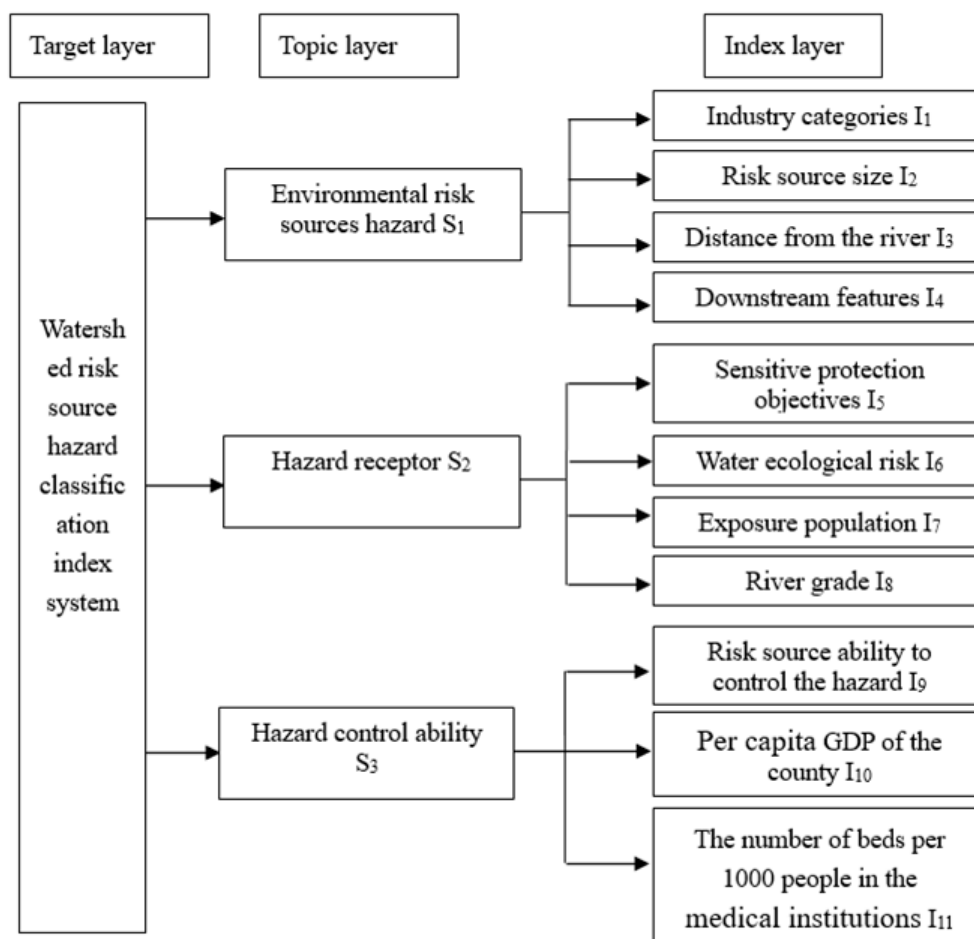 Target layer
Topic layer
Index layer
Watersh
ed risk
source
hazard
classific
ation
index
system
Environmental risk
sources hazard S₁
Industry categories I₁
Risk source size I₂
Distance from the river I₃
Downstream features I₄
Hazard receptor S₂
Sensitive protection
objectives I₅
Water ecological risk I₆
Exposure population I₇
River grade I₈
Hazard control ability
S₃
Risk source ability to
control the hazard I₉
Per capita GDP of the
county I₁₀
The number of beds per
1000 people in the
medical institutions I₁₁